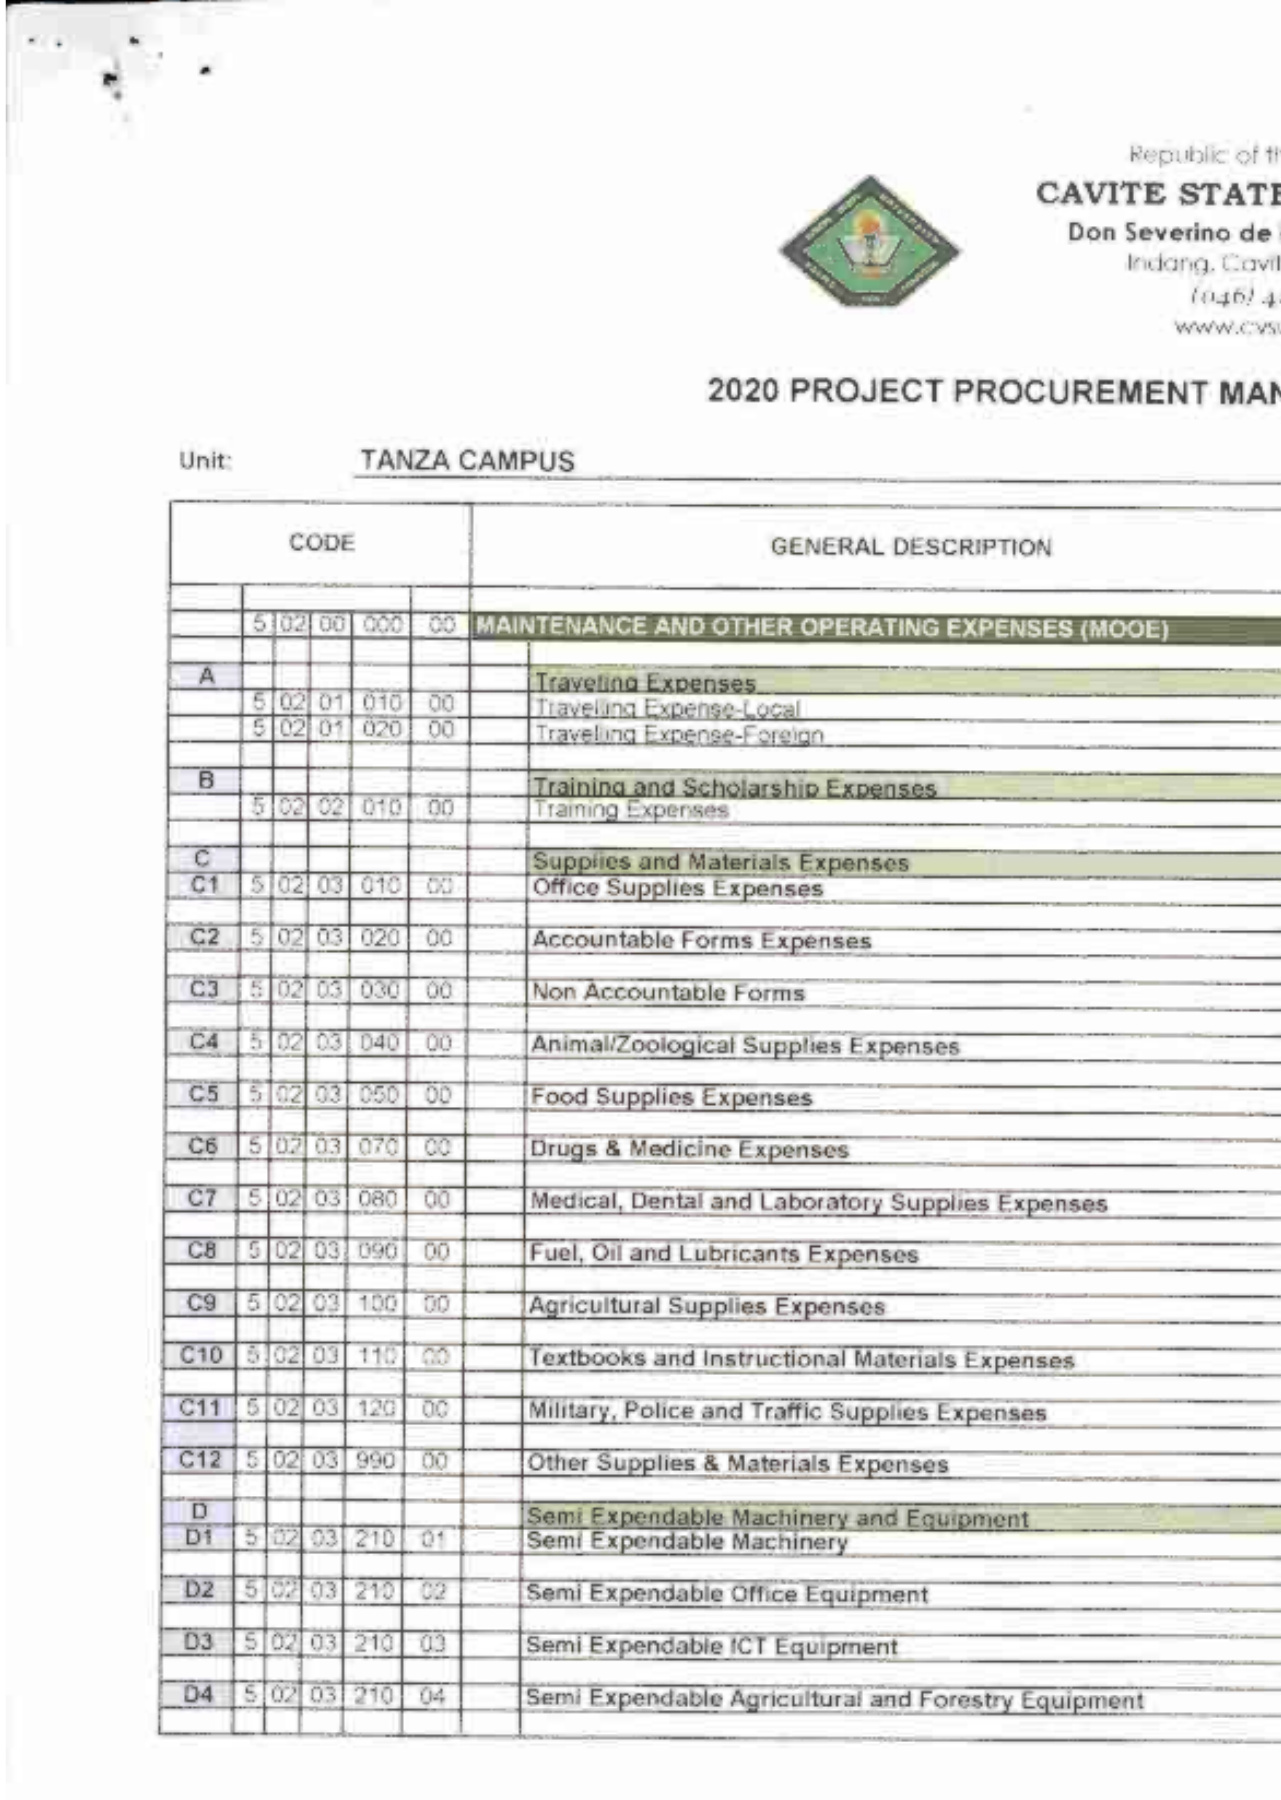 Republic of th
CAVITE STATE
Don Severino de
Indang, Cavit
(046) 4
www.cvsu
2020 PROJECT PROCUREMENT MAN
Unit: TANZA CAMPUS
CODE GENERAL DESCRIPTION
5 02 00 000 00 MAINTENANCE AND OTHER OPERATING EXPENSES (MOOE)
A Traveling Expenses
5 02 01 010 00 Travelling Expense-Local
5 02 01 020 00 Travelling Expense-Foreign
B Training and Scholarship Expenses
5 02 02 010 00 Training Expenses
C Supplies and Materials Expenses
C1 5 02 03 010 00 Office Supplies Expenses
C2 5 02 03 020 00 Accountable Forms Expenses
C3 5 02 03 030 00 Non Accountable Forms
C4 5 02 03 040 00 Animal/Zoological Supplies Expenses
C5 5 02 03 050 00 Food Supplies Expenses
C6 5 02 03 070 00 Drugs & Medicine Expenses
C7 5 02 03 080 00 Medical, Dental and Laboratory Supplies Expenses
C8 5 02 03 090 00 Fuel, Oil and Lubricants Expenses
C9 5 02 03 100 00 Agricultural Supplies Expenses
C10 5 02 03 110 00 Textbooks and Instructional Materials Expenses
C11 5 02 03 120 00 Military, Police and Traffic Supplies Expenses
C12 5 02 03 990 00 Other Supplies & Materials Expenses
D Semi Expendable Machinery and Equipment
D1 5 02 03 210 01 Semi Expendable Machinery
D2 5 02 03 210 02 Semi Expendable Office Equipment
D3 5 02 03 210 03 Semi Expendable ICT Equipment
D4 5 02 03 210 04 Semi Expendable Agricultural and Forestry Equipment